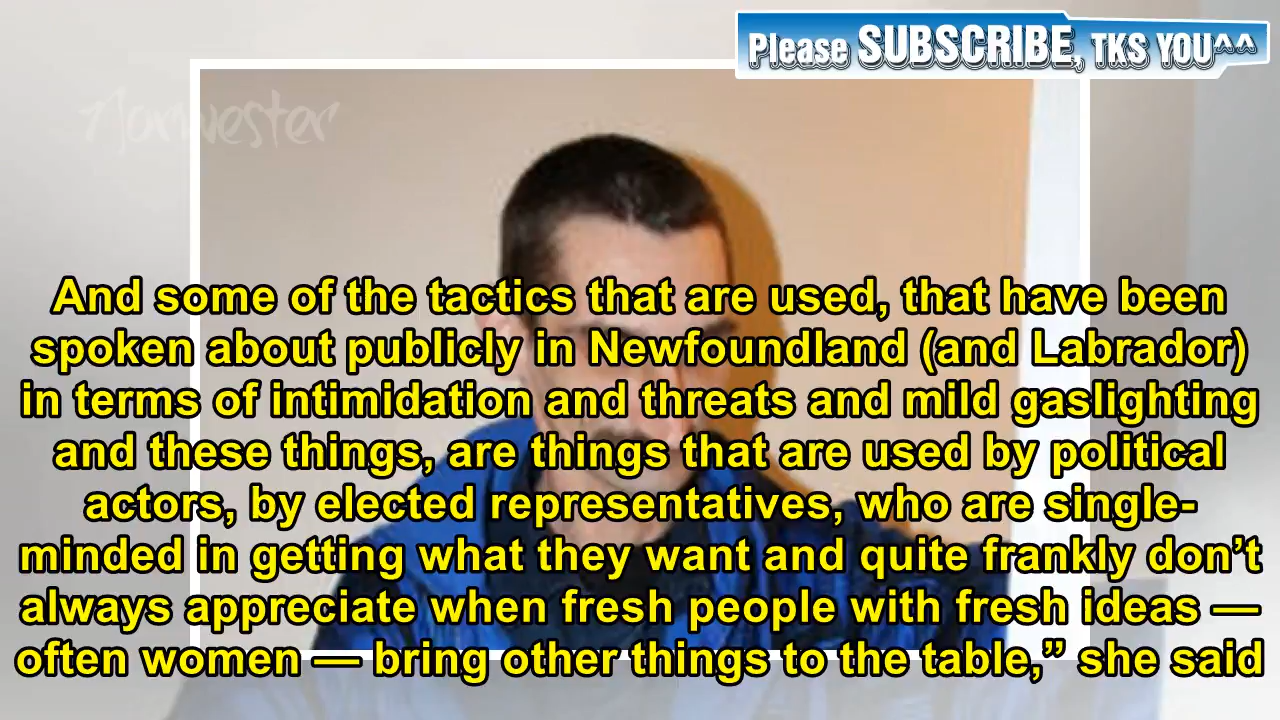 Please SUBSCRIBE, TKS YOU^^
Norwester
And some of the tactics that are used, that have been
spoken about publicly in Newfoundland (and Labrador)
in terms of intimidation and threats and mild gaslighting
and these things, are things that are used by political
actors, by elected representatives, who are single-
minded in getting what they want and quite frankly don’t
always appreciate when fresh people with fresh ideas —
often women — bring other things to the table,” she said